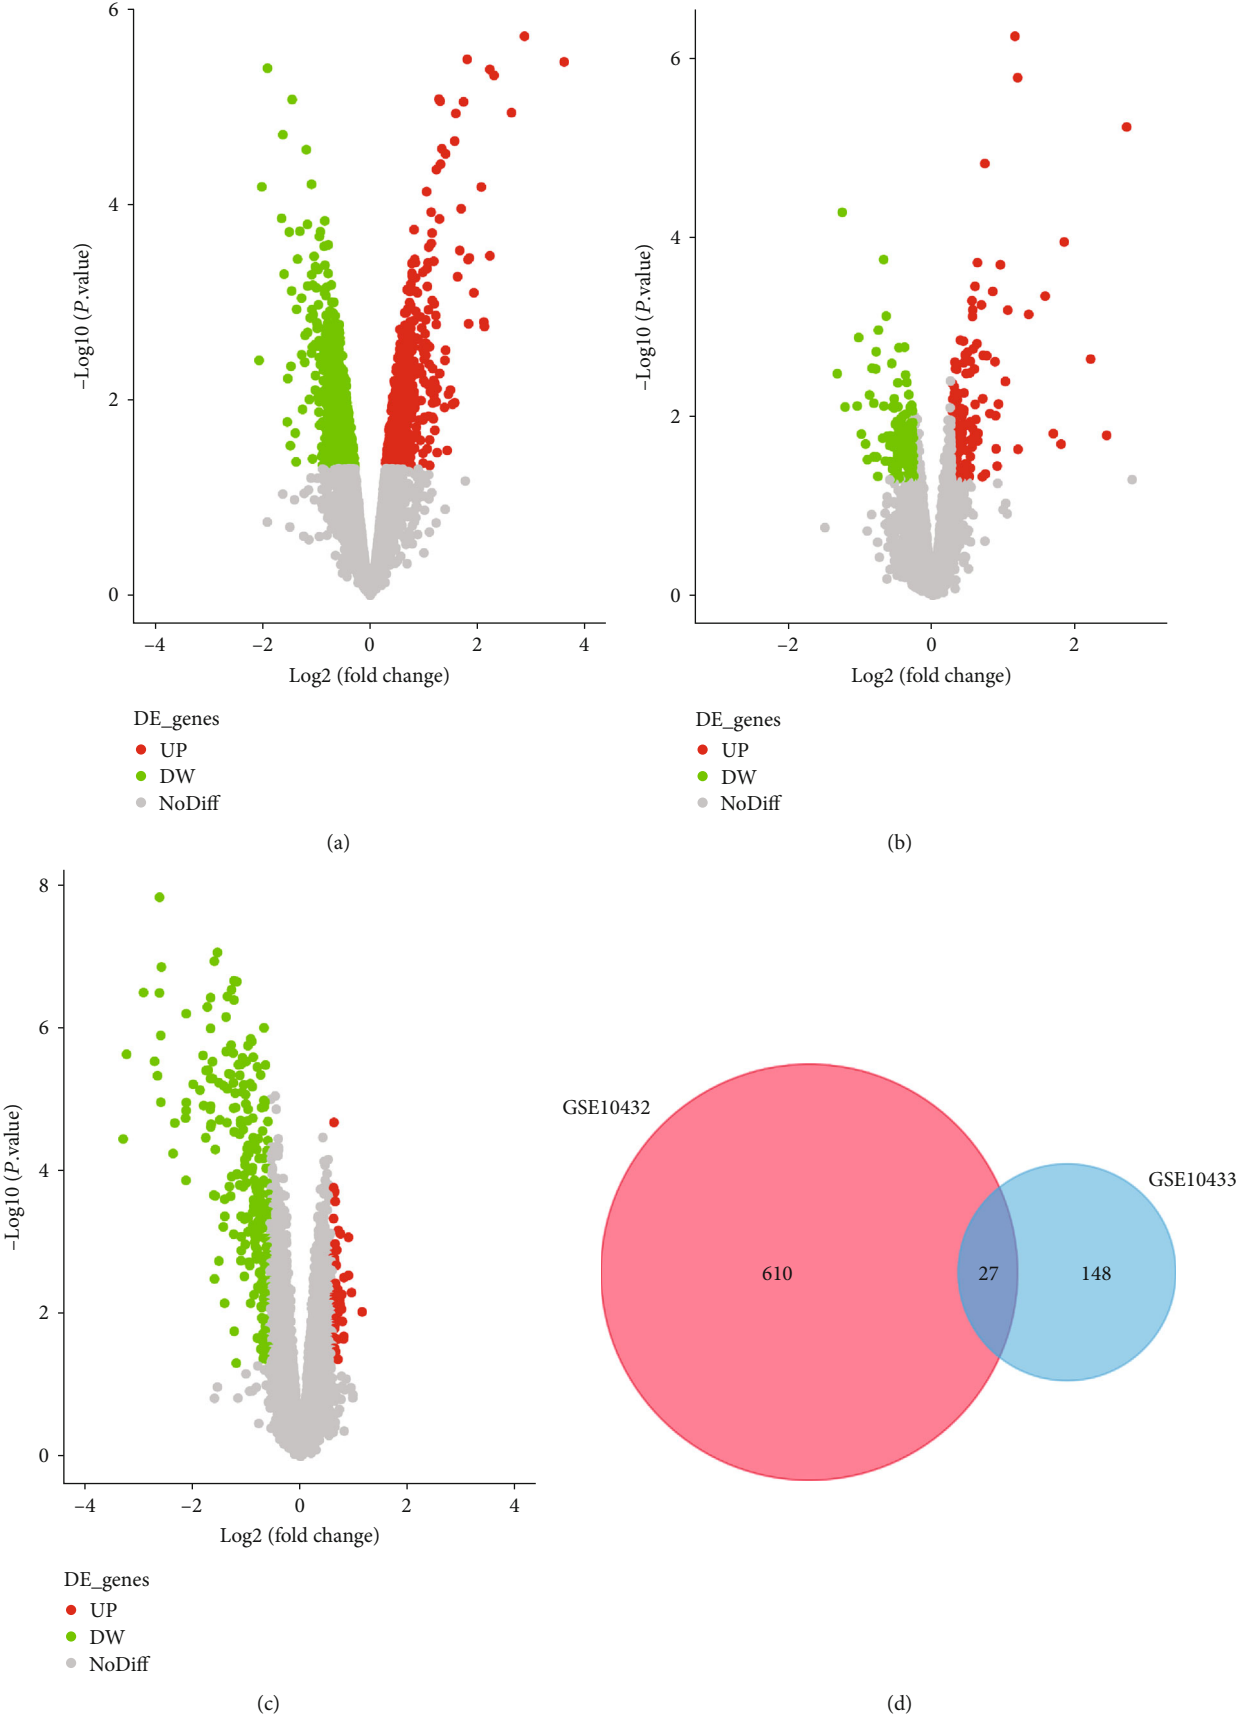 6
4
2
0
−Log10 (P.value)
−4
−2
0
2
4
Log2 (fold change)
DE_genes
UP
DW
NoDiff
(a)
6
4
2
0
−Log10 (P.value)
−2
0
2
Log2 (fold change)
DE_genes
UP
DW
NoDiff
(b)
8
6
4
2
0
−Log10 (P.value)
−4
−2
0
2
4
Log2 (fold change)
DE_genes
UP
DW
NoDiff
(c)
GSE10432
GSE10433
610
27
148
(d)